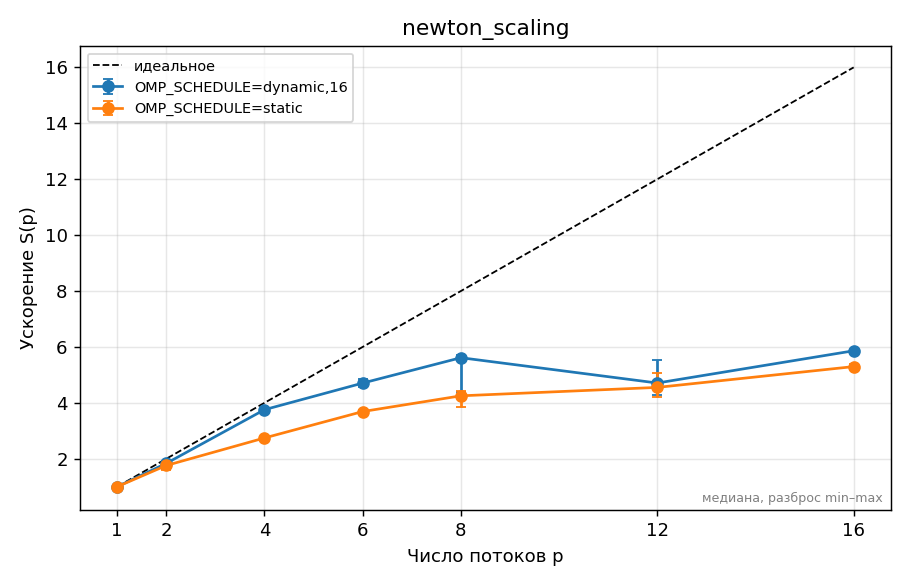 newton_scaling
идеальное
OMP_SCHEDULE=dynamic,16
OMP_SCHEDULE=static
Ускорение S(p)
16
14
12
10
8
6
4
2
медиана, разброс min–max
1 2 4 6 8 12 16
Число потоков p